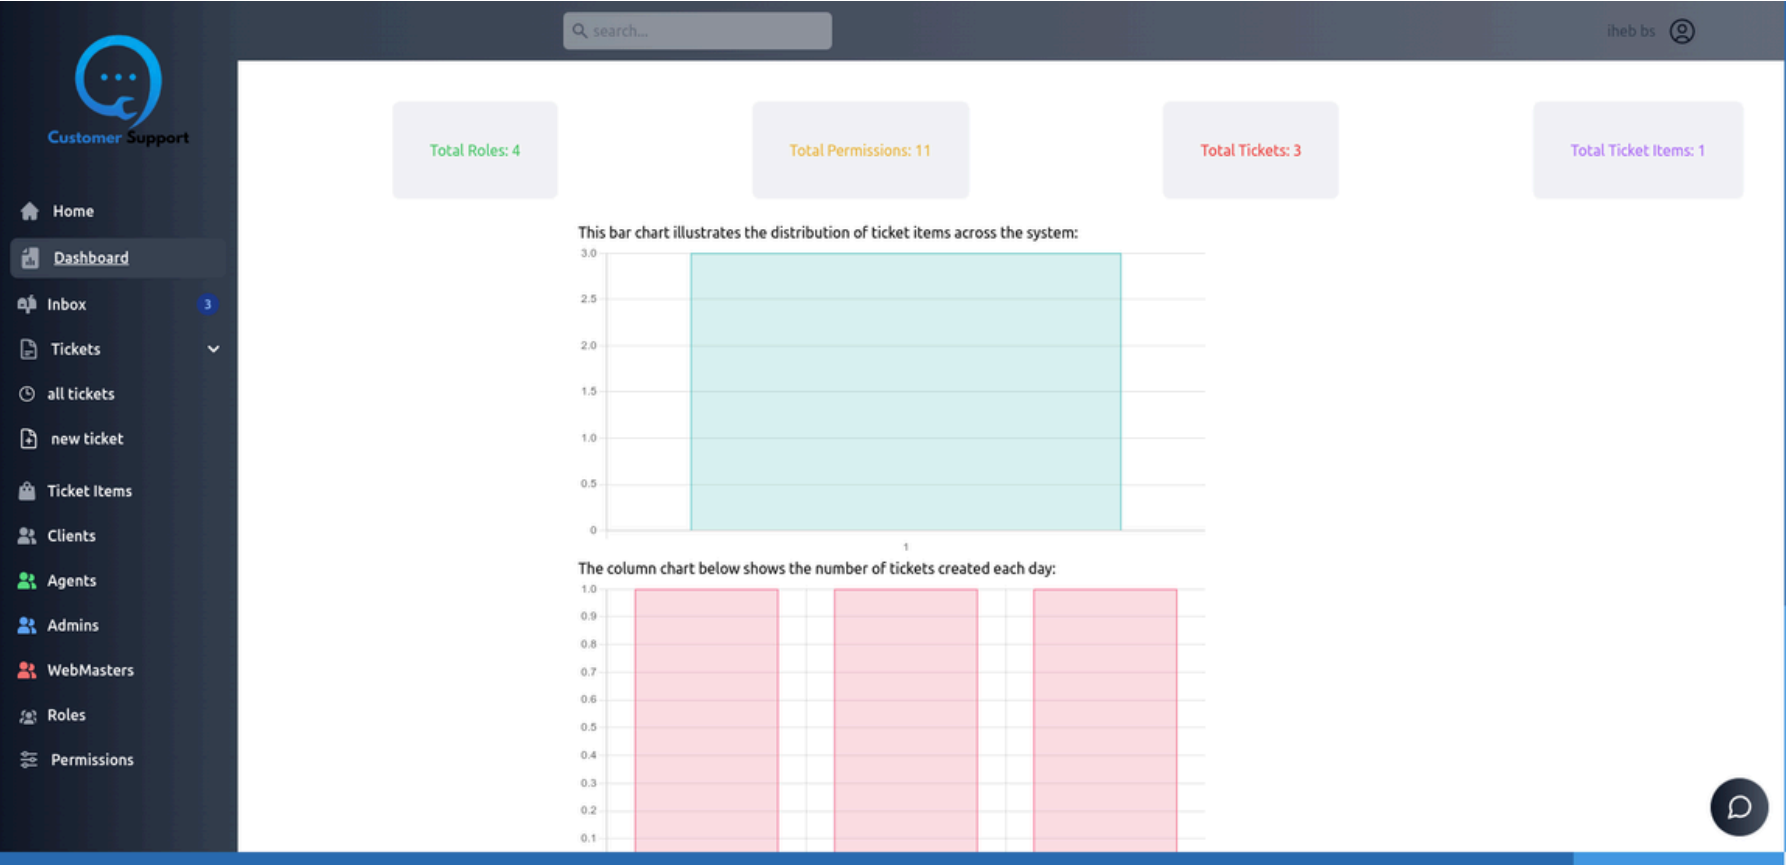 search...
iheb bs
Customer Support
Home
Dashboard
Inbox 3
Tickets
all tickets
new ticket
Ticket Items
Clients
Agents
Admins
WebMasters
Roles
Permissions
Total Roles: 4
Total Permissions: 11
Total Tickets: 3
Total Ticket Items: 1
This bar chart illustrates the distribution of ticket items across the system:
3.0
2.5
2.0
1.5
1.0
0.5
0
1
The column chart below shows the number of tickets created each day:
1.0
0.9
0.8
0.7
0.6
0.5
0.4
0.3
0.2
0.1